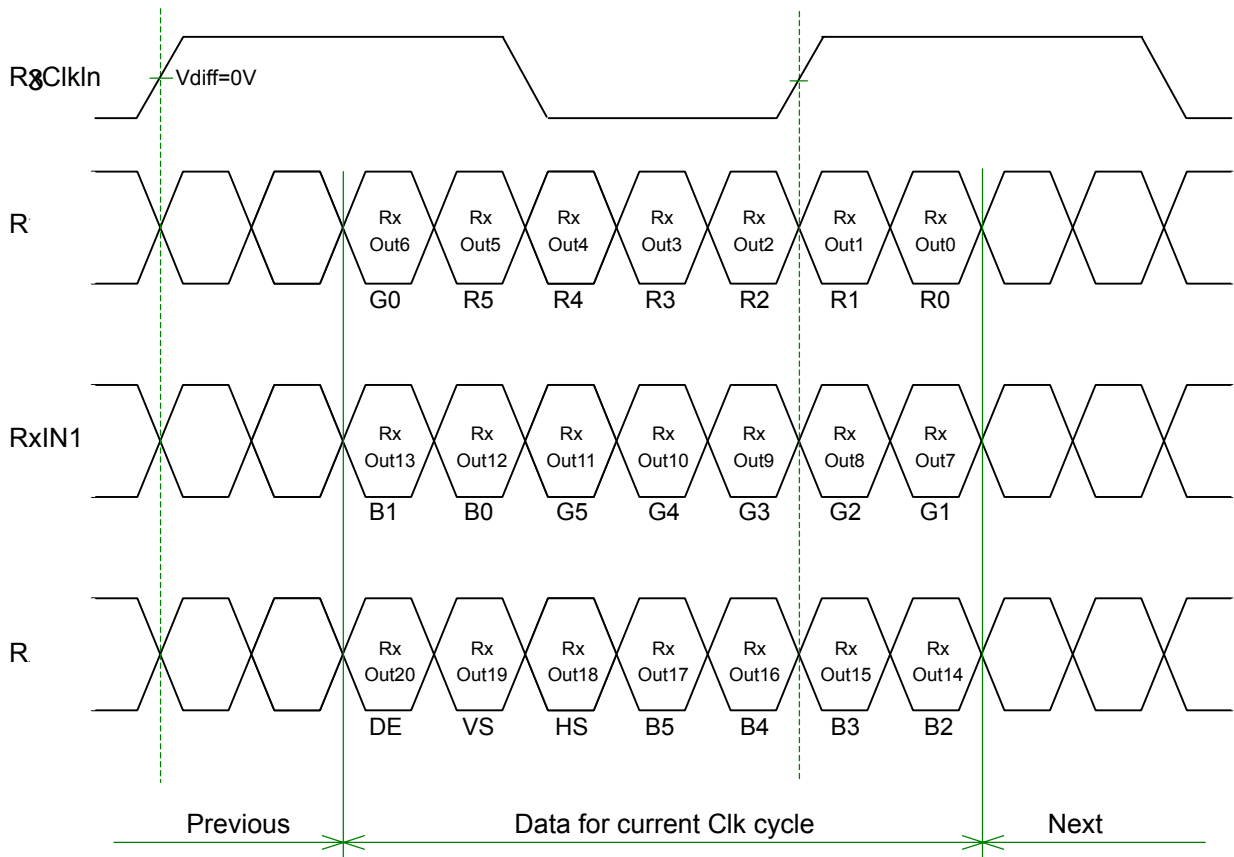 RxClkIn
Vdiff=0V
R
Rx Rx Rx Rx Rx Rx Rx
Out6 Out5 Out4 Out3 Out2 Out1 Out0
G0 R5 R4 R3 R2 R1 R0
RxIN1
Rx Rx Rx Rx Rx Rx Rx
Out13 Out12 Out11 Out10 Out9 Out8 Out7
B1 B0 G5 G4 G3 G2 G1
R
Rx Rx Rx Rx Rx Rx Rx
Out20 Out19 Out18 Out17 Out16 Out15 Out14
DE VS HS B5 B4 B3 B2
Previous Data for current Clk cycle Next